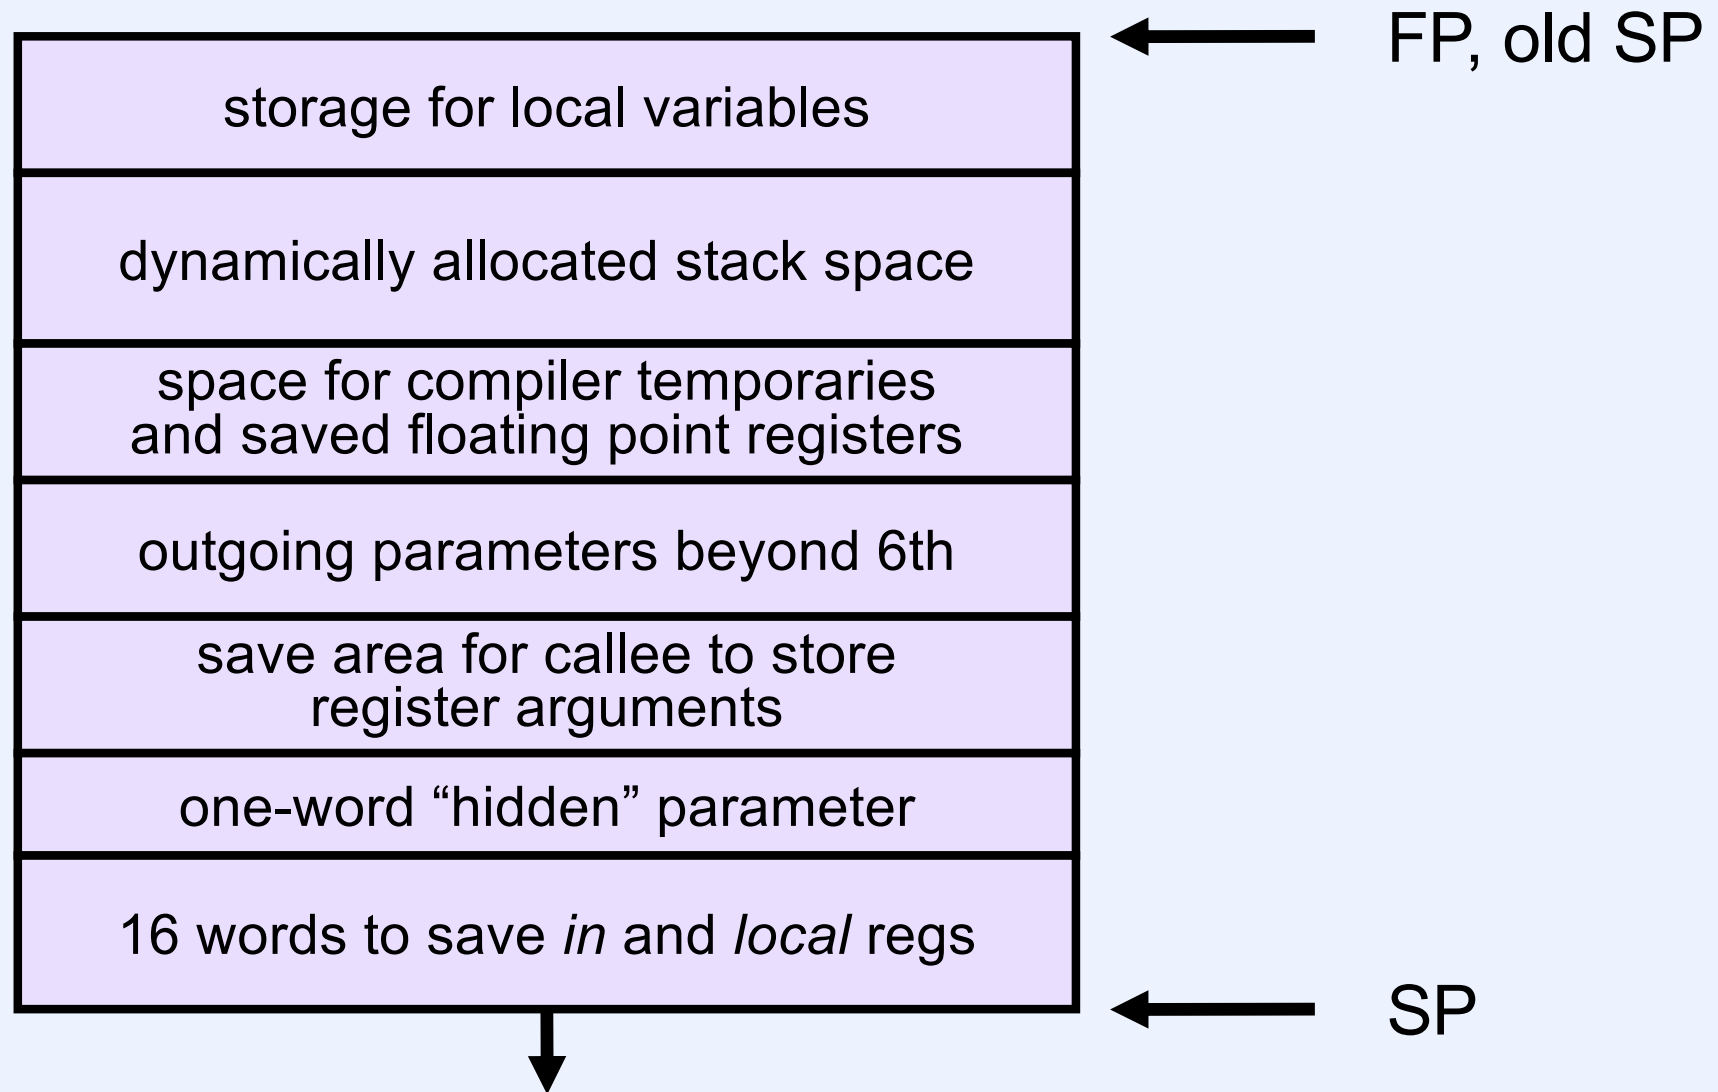 FP, old SP
storage for local variables
dynamically allocated stack space
space for compiler temporaries
and saved floating point registers
outgoing parameters beyond 6th
save area for callee to store
register arguments
one-word “hidden” parameter
16 words to save in and local regs
SP